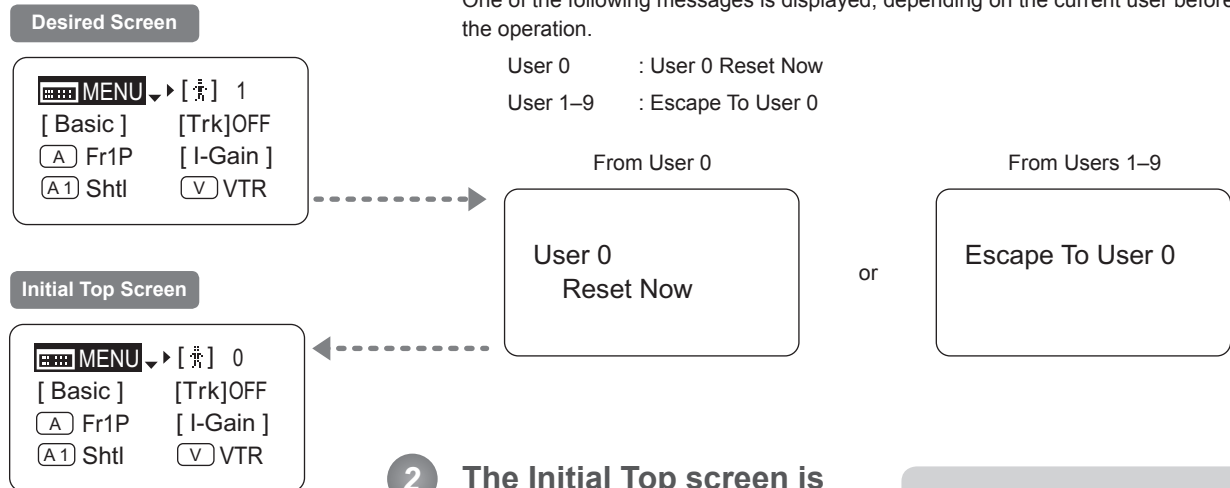 One of the following messages is displayed, depending on the current user before
the operation.
User 0 : User 0 Reset Now
User 1–9 : Escape To User 0
Desired Screen
MENU [ ] 1
[ Basic ] [Trk]OFF
A Fr1P [ I-Gain ]
A1 Shtl V VTR
From User 0
User 0
Reset Now
or
From Users 1–9
Escape To User 0
Initial Top Screen
MENU [ ] 0
[ Basic ] [Trk]OFF
A Fr1P [ I-Gain ]
A1 Shtl V VTR
2 The Initial Top screen is